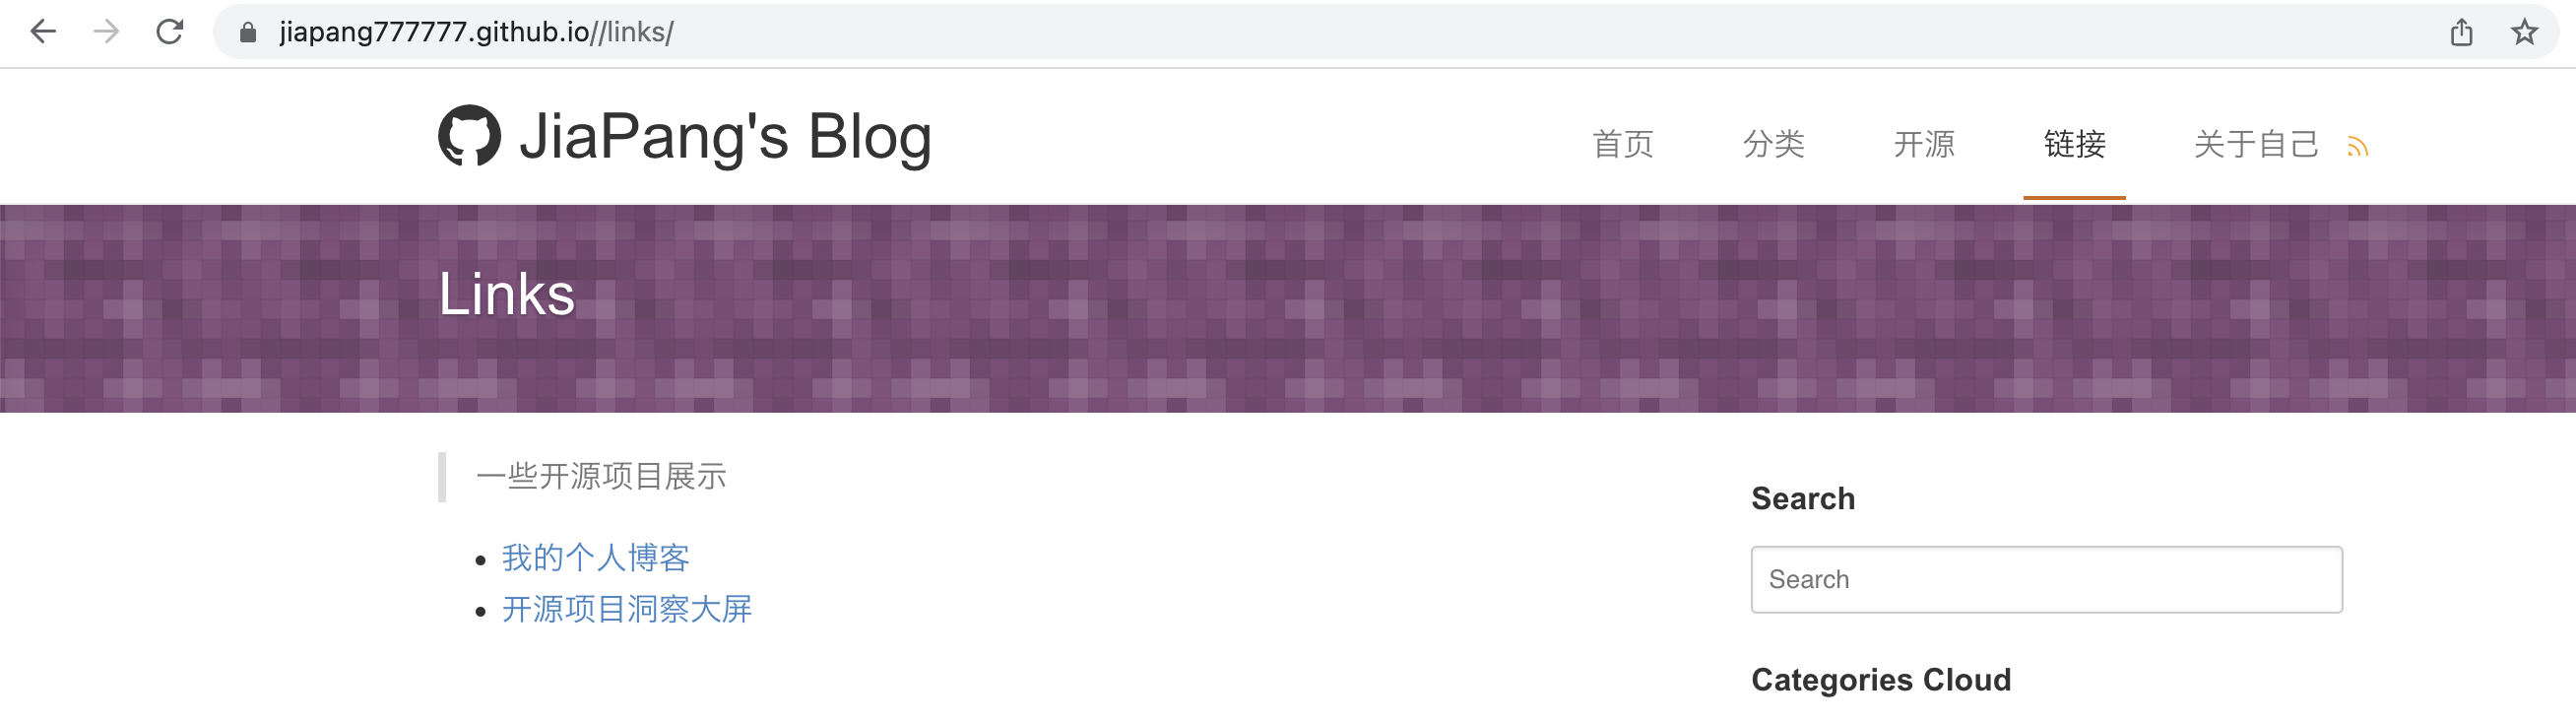 jiapang777777.github.io//links/
JiaPang's Blog
首页 分类 开源 链接 关于自己
Links
一些开源项目展示
我的个人博客
开源项目洞察大屏
Search
Search
Categories Cloud